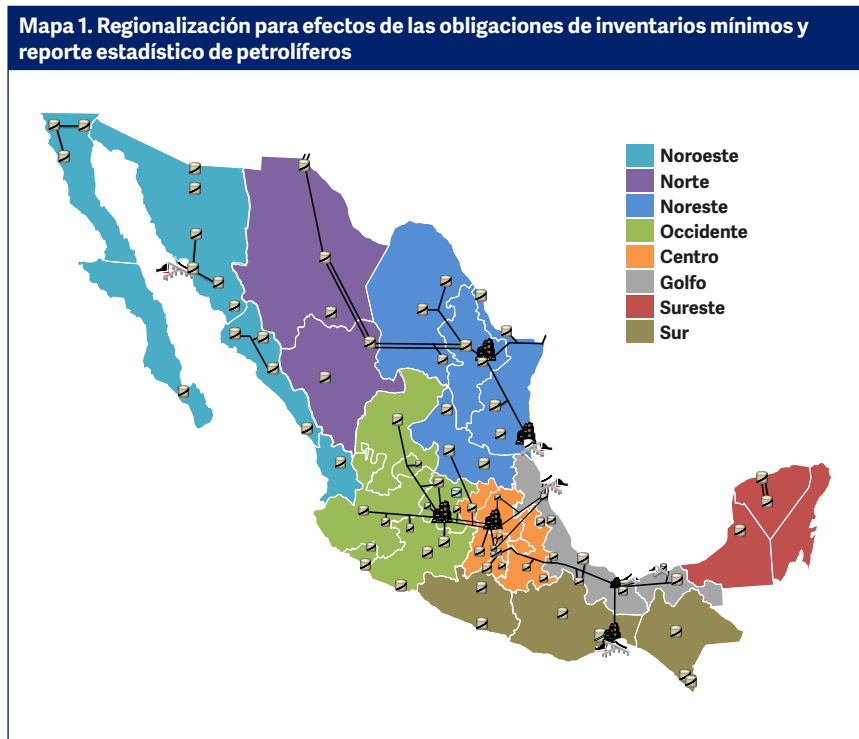 Mapa 1. Regionalización para efectos de las obligaciones de inventarios mínimos y
reporte estadístico de petrolíferos
Noroeste
Norte
Noreste
Occidente
Centro
Golfo
Sureste
Sur